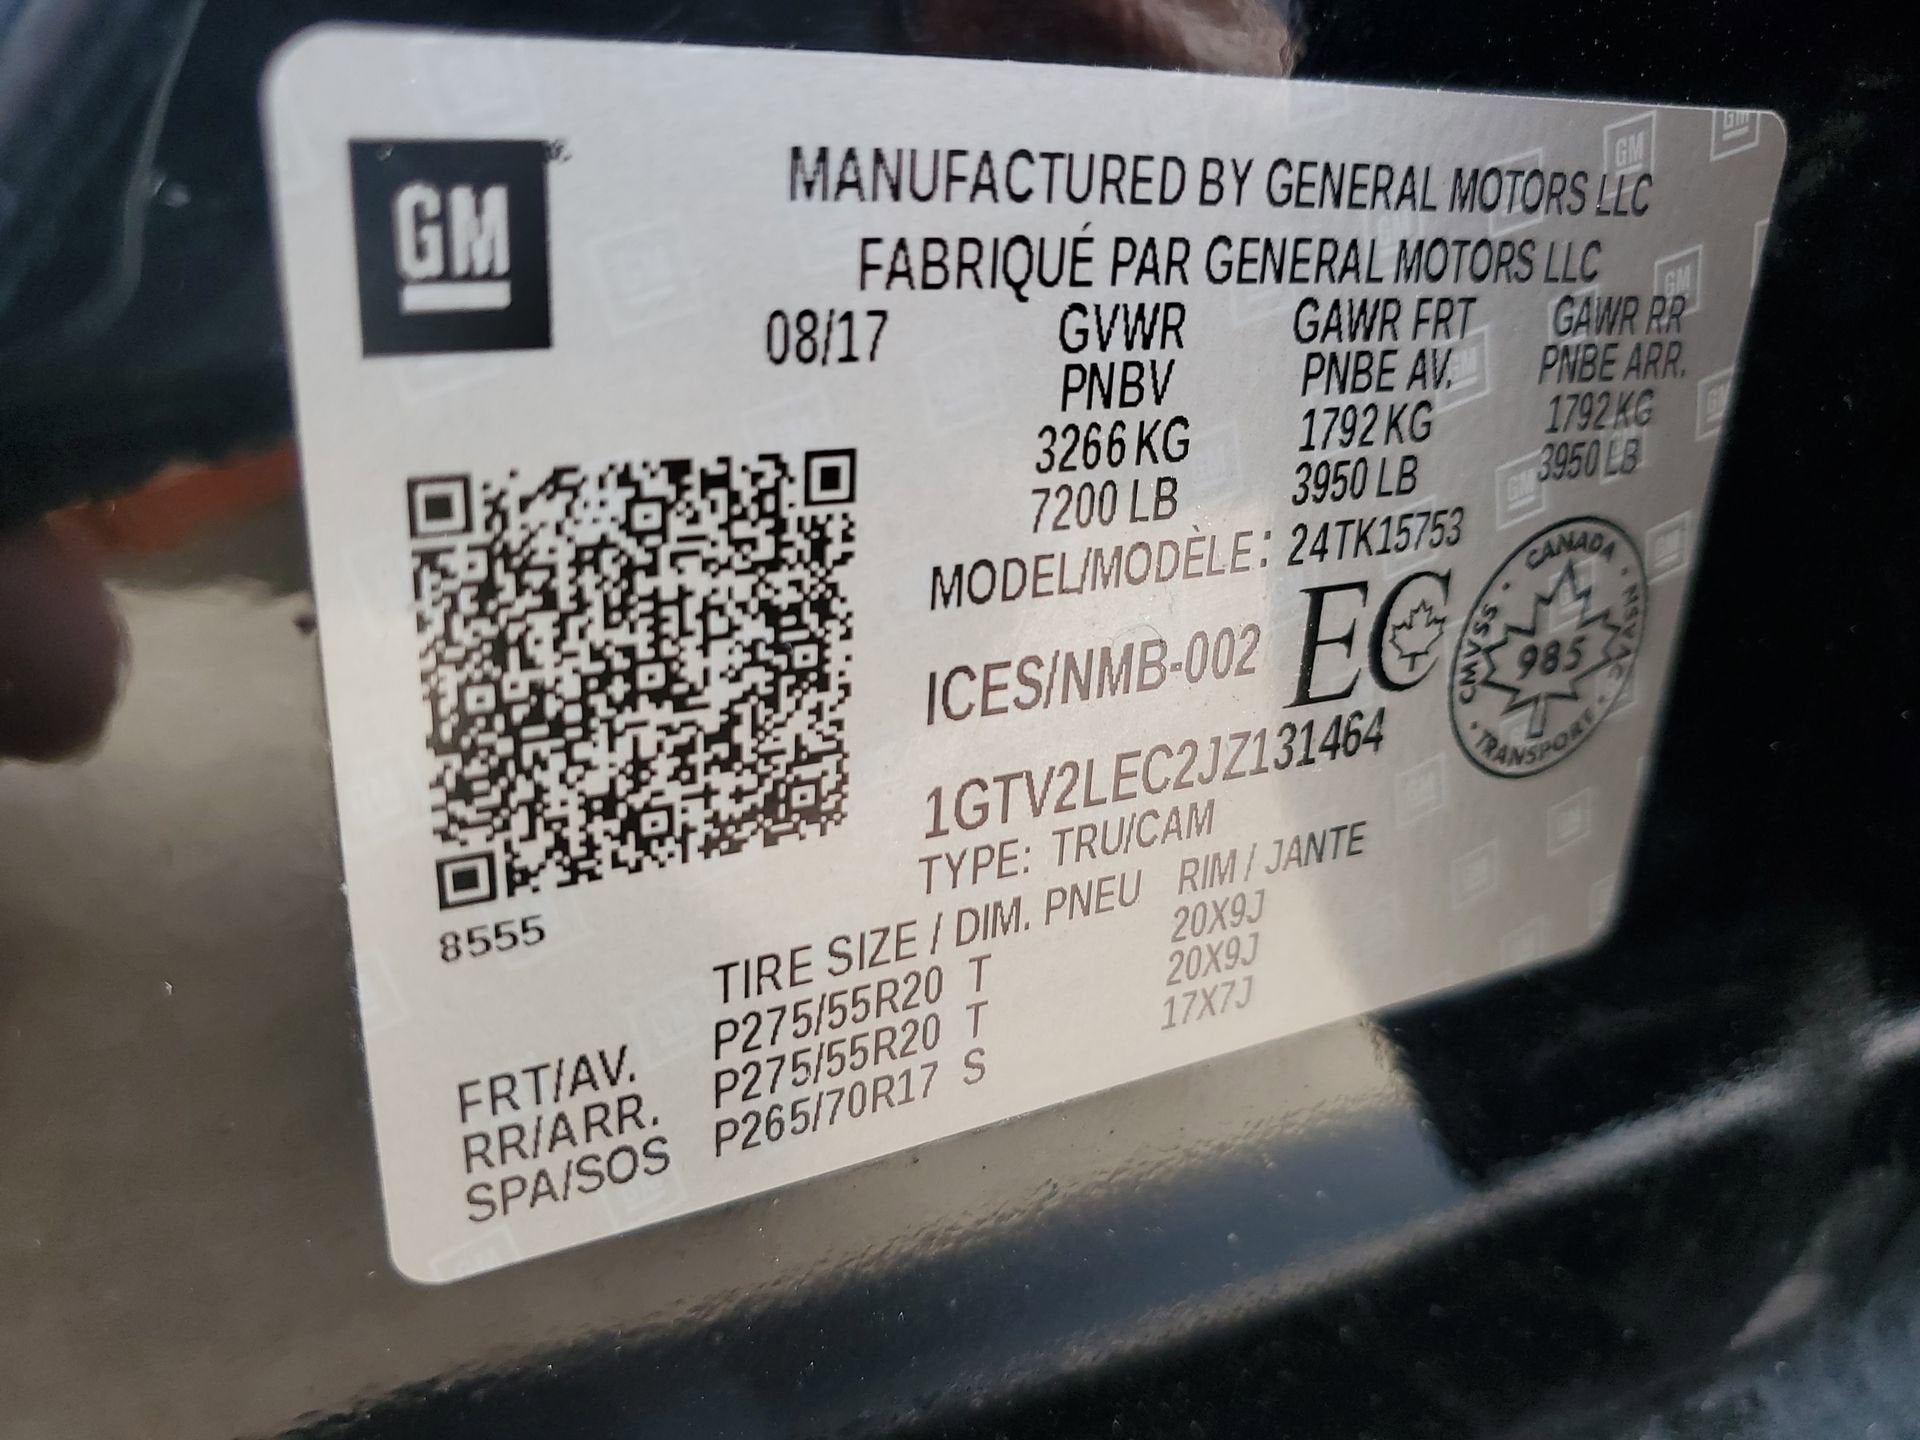 GM
MANUFACTURED BY GENERAL MOTORS LLC
FABRIQUÉ PAR GENERAL MOTORS LLC
08/17 GVWR GAWR FRT GAWR RR
PNBV PNBE AV. PNBE ARR.
3266 KG 1792 KG 1792 KG
7200 LB 3950 LB 3950 LB
MODEL/MODÈLE: 24TK15753
ICES/NMB-002 EC
CANADA
CMVSS 985 NSVAC
TRANSPORT
1GTV2LEC2JZ131464
TYPE: TRU/CAM
8555
TIRE SIZE / DIM. PNEU RIM / JANTE
FRT/AV. P275/55R20 T 20X9J
RR/ARR. P275/55R20 T 20X9J
SPA/SOS P265/70R17 S 17X7J